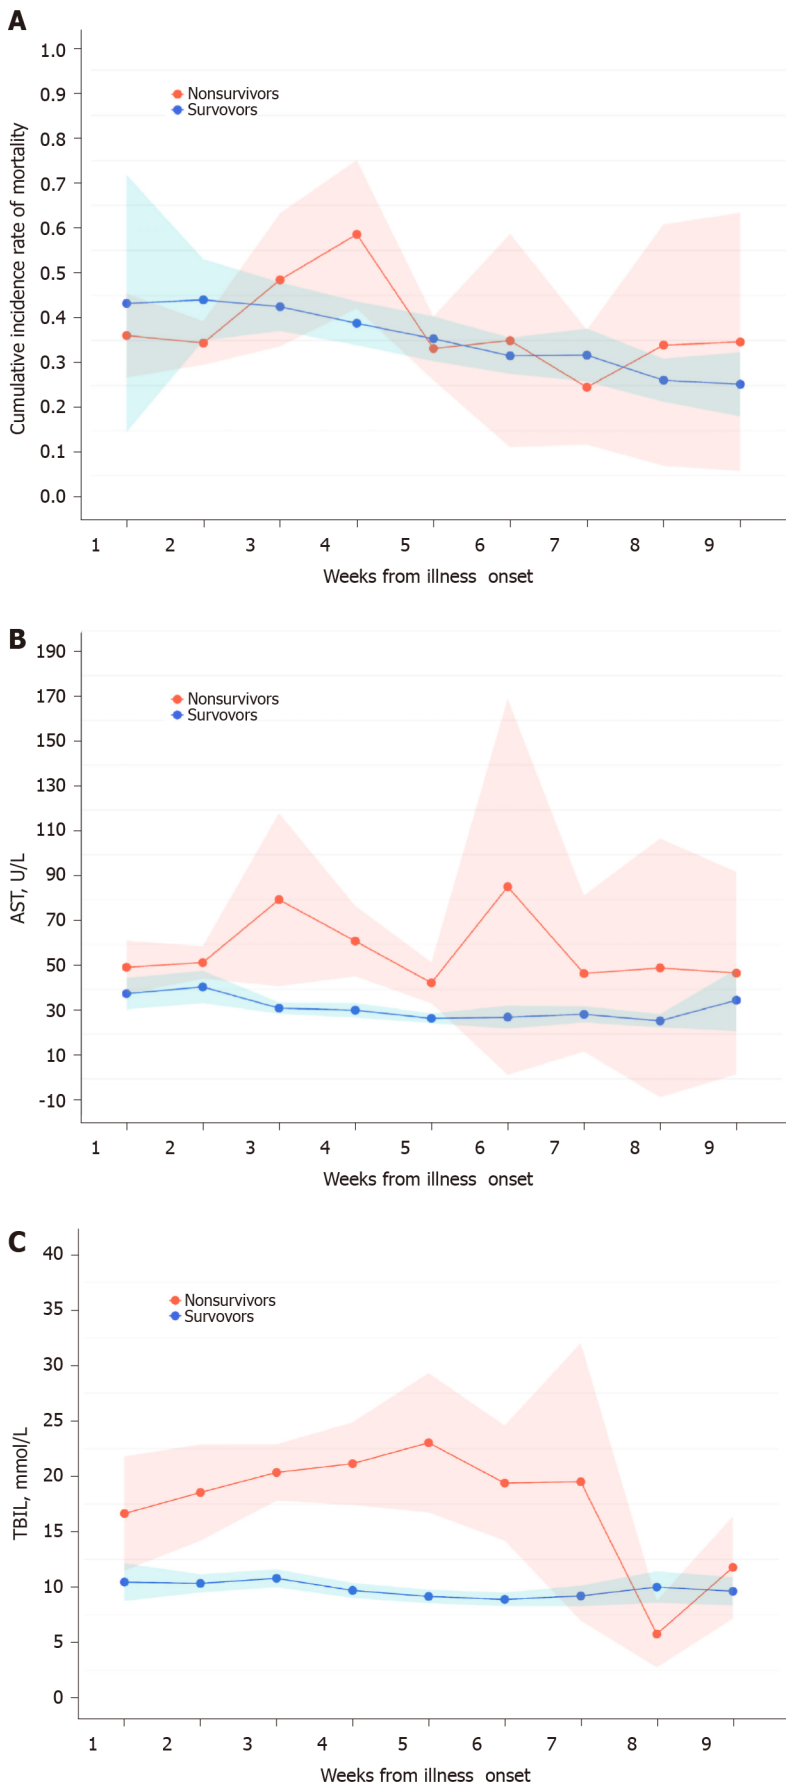 A
Cumulative incidence rate of mortality
1.0
0.9
0.8
0.7
0.6
0.5
0.4
0.3
0.2
0.1
0.0
Nonsurvivors
Survovors
1 2 3 4 5 6 7 8 9
Weeks from illness onset
B
AST, U/L
190
170
150
130
110
90
70
50
30
10
-10
Nonsurvivors
Survovors
1 2 3 4 5 6 7 8 9
Weeks from illness onset
C
TBIL, mmol/L
40
35
30
25
20
15
10
5
0
Nonsurvivors
Survovors
1 2 3 4 5 6 7 8 9
Weeks from illness onset